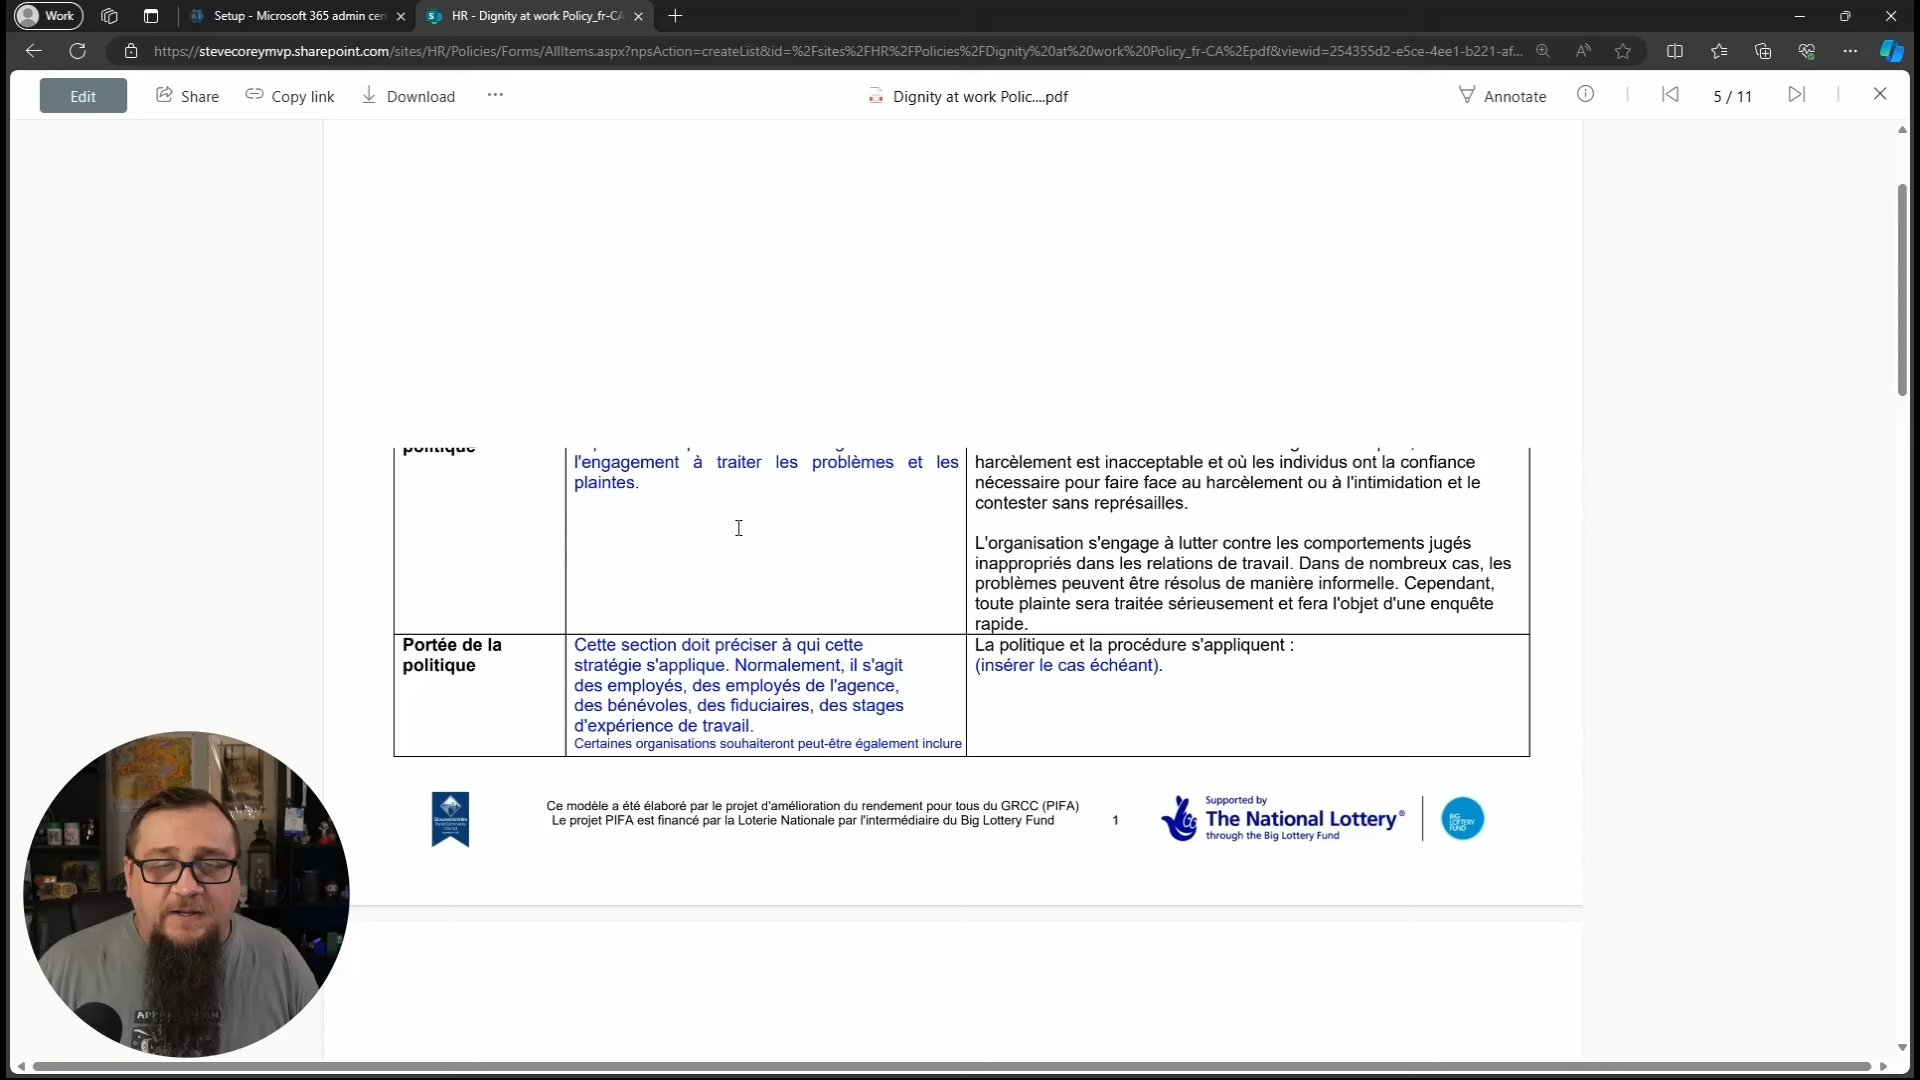 Work
Setup - Microsoft 365 admin cen
HR - Dignity at work Policy_fr-CA
https://stevecoreymvp.sharepoint.com/sites/HR/Policies/Forms/AllItems.aspx?npsAction=createList&id=%2Fsites%2FHR%2FPolicies%2FDignity%20at%20work%20Policy_fr-CA%2Epdf&viewid=254355d2-e5ce-4ee1-b221-af...
Edit
Share
Copy link
Download
Dignity at work Polic....pdf
Annotate
5 / 11
politique
l'engagement à traiter les problèmes et les
plaintes.
harcèlement est inacceptable et où les individus ont la confiance
nécessaire pour faire face au harcèlement ou à l'intimidation et le
contester sans représailles.
L'organisation s'engage à lutter contre les comportements jugés
inappropriés dans les relations de travail. Dans de nombreux cas, les
problèmes peuvent être résolus de manière informelle. Cependant,
toute plainte sera traitée sérieusement et fera l'objet d'une enquête
rapide.
Portée de la
politique
Cette section doit préciser à qui cette
stratégie s'applique. Normalement, il s'agit
des employés, des employés de l'agence,
des bénévoles, des fiduciaires, des stages
d'expérience de travail.
Certaines organisations souhaiteront peut-être également inclure
La politique et la procédure s'appliquent :
(insérer le cas échéant).
Ce modèle a été élaboré par le projet d'amélioration du rendement pour tous du GRCC (PIFA)
Le projet PIFA est financé par la Loterie Nationale par l'intermédiaire du Big Lottery Fund
1
Supported by
The National Lottery®
through the Big Lottery Fund
BIG
LOTTERY
FUND